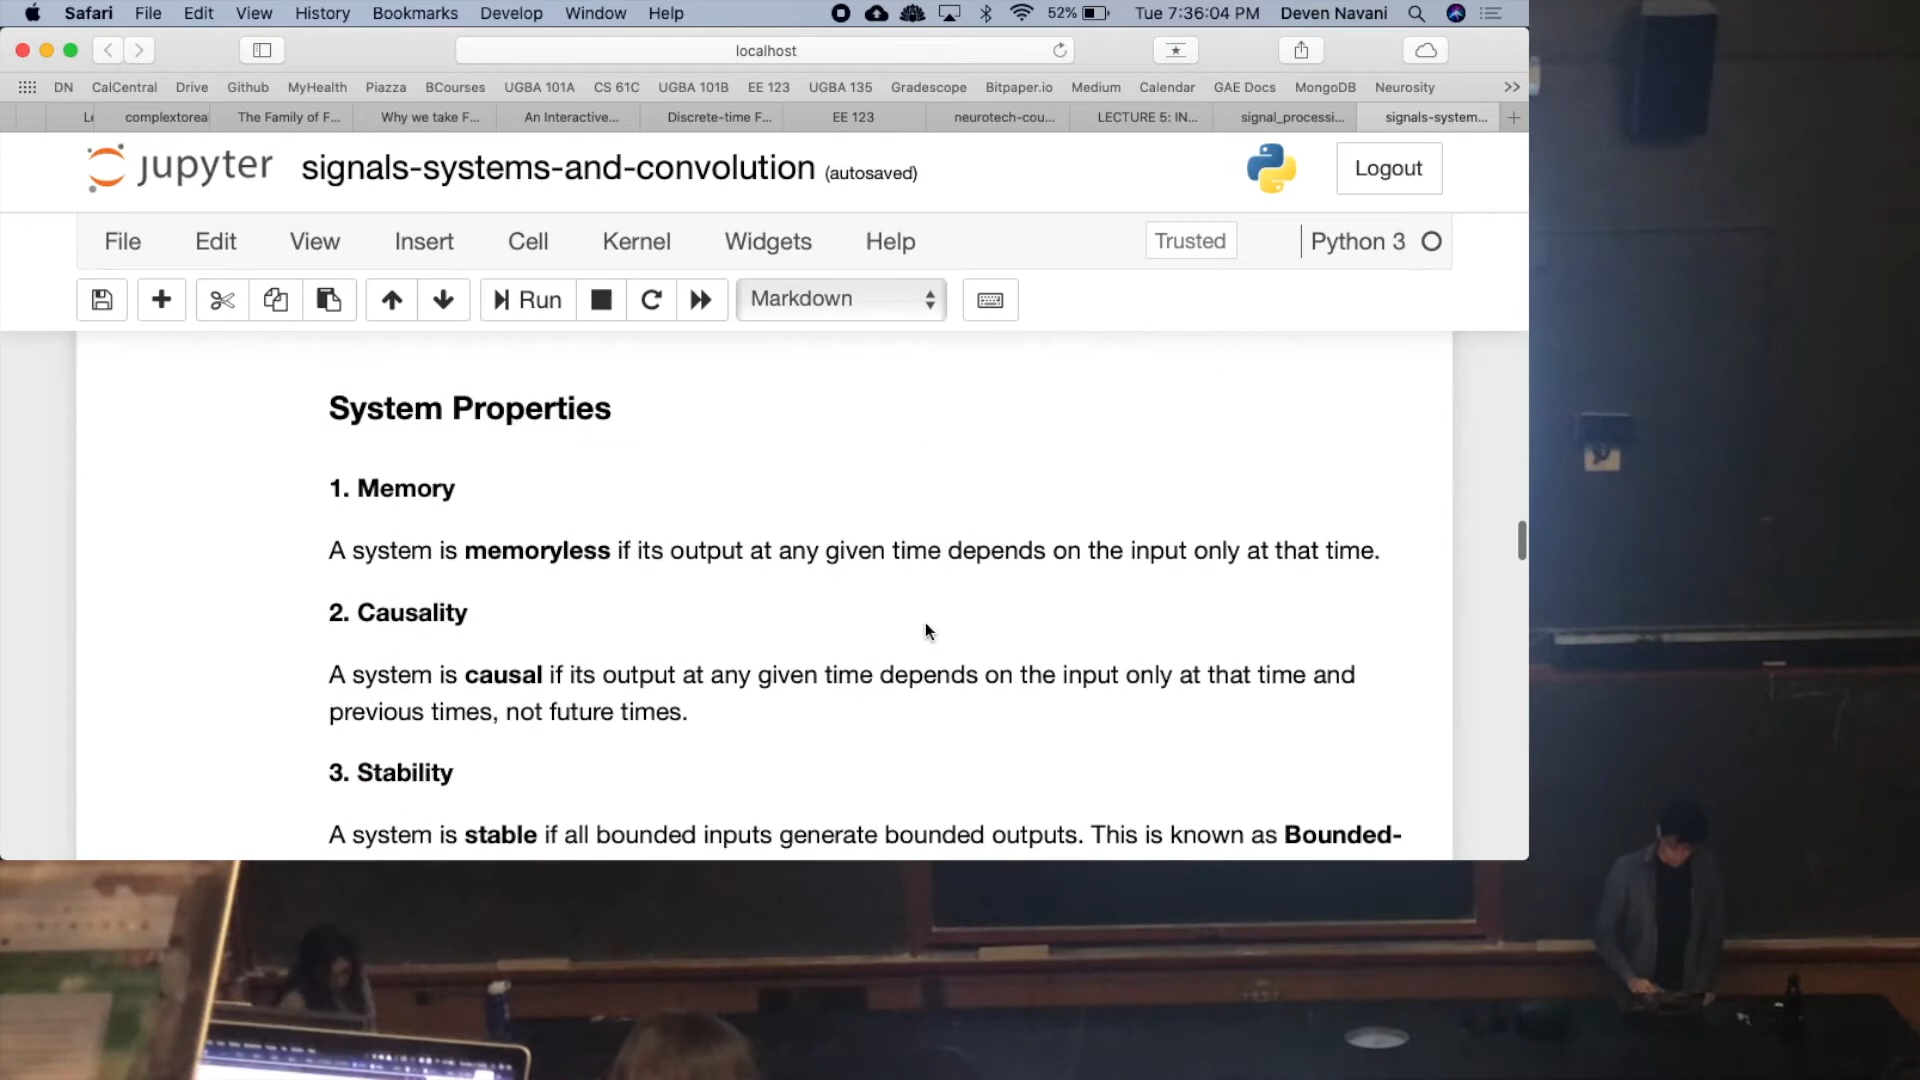 Safari File Edit View History Bookmarks Develop Window Help 52% Tue 7:36:04 PM Deven Navani
localhost
DN CalCentral Drive Github MyHealth Piazza BCourses UGBA 101A CS 61C UGBA 101B EE 123 UGBA 135 Gradescope Bitpaper.io Medium Calendar GAE Docs MongoDB Neurosity >>
complextorea The Family of F... Why we take F... An Interactive... Discrete-time F... EE 123 neurotech-cou... LECTURE 5: IN... signal_processi... signals-system... +
jupyter signals-systems-and-convolution (autosaved) Logout
File Edit View Insert Cell Kernel Widgets Help Trusted Python 3
Run Markdown
System Properties
1. Memory
A system is memoryless if its output at any given time depends on the input only at that time.
2. Causality
A system is causal if its output at any given time depends on the input only at that time and
previous times, not future times.
3. Stability
A system is stable if all bounded inputs generate bounded outputs. This is known as Bounded-